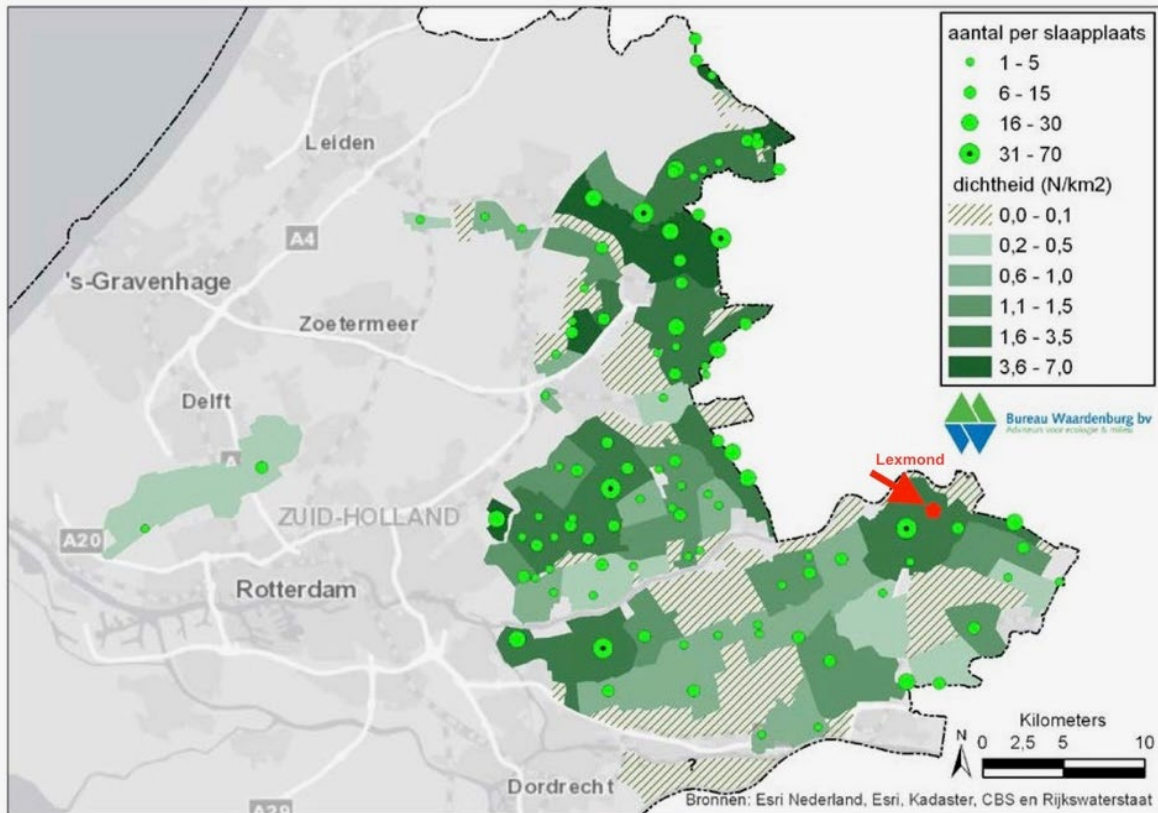 aantal per slaapplaats
1 - 5
6 - 15
16 - 30
31 - 70
dichtheid (N/km2)
0,0 - 0,1
0,2 - 0,5
0,6 - 1,0
1,1 - 1,5
1,6 - 3,5
3,6 - 7,0
Bureau Waardenburg bv
Adviseurs voor ecologie & milieu
Leiden
A4
's-Gravenhage
Zoetermeer
Delft
A
Lexmond
ZUID-HOLLAND
A20
Rotterdam
Kilometers
N
0 2,5 5 10
Dordrecht
?
A29
Bronnen: Esri Nederland, Esri, Kadaster, CBS en Rijkswaterstaat